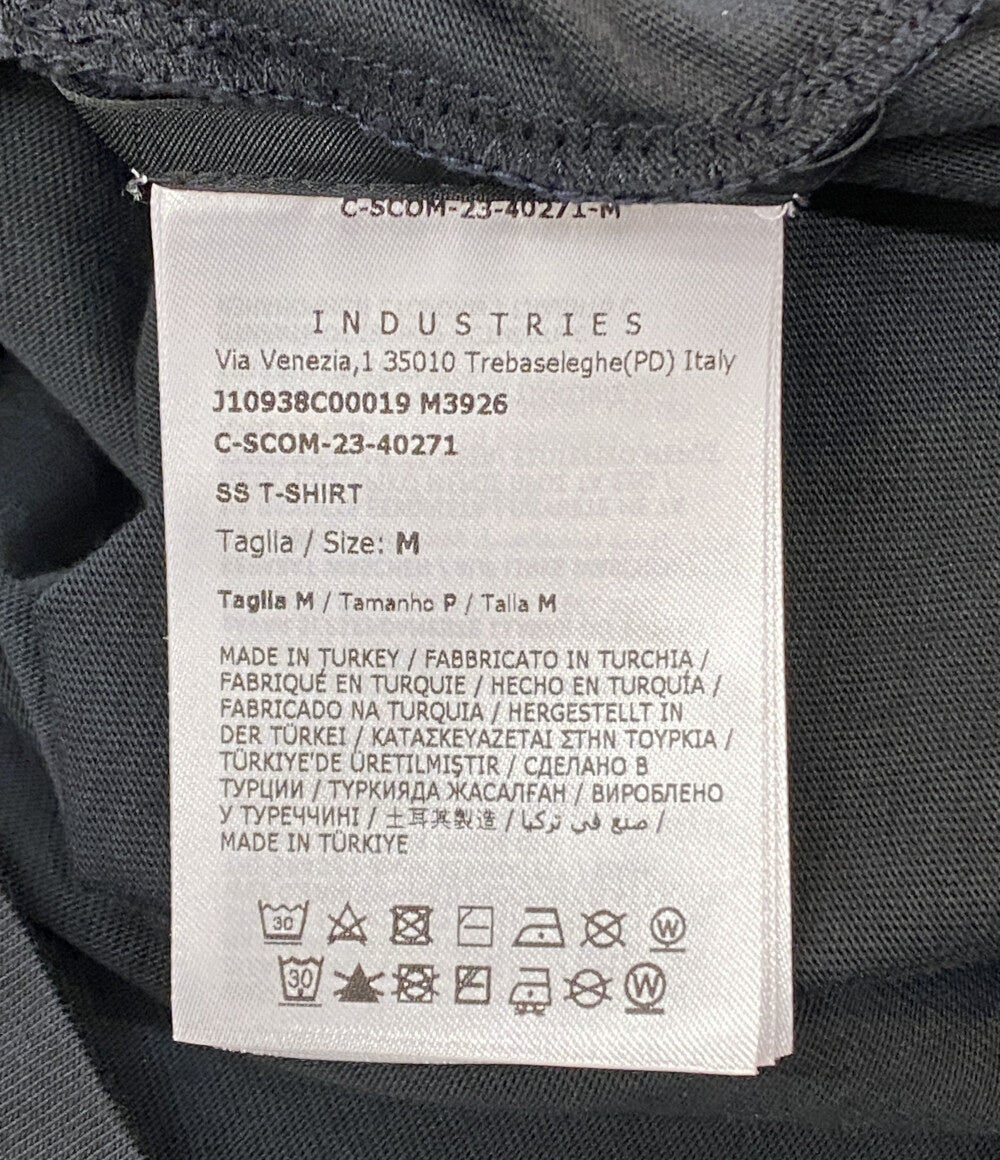 C-SCOM-23-40271-M
INDUSTRIES
Via Venezia,1 35010 Trebaseleghe(PD) Italy
J10938C00019 M3926
C-SCOM-23-40271
SS T-SHIRT
Taglia / Size: M
Taglia M / Tamanho P / Talla M
MADE IN TURKEY / FABBRICATO IN TURCHIA /
FABRIQUÉ EN TURQUIE / HECHO EN TURQUÍA /
FABRICADO NA TURQUIA / HERGESTELLT IN
DER TÜRKEI / ΚΑΤΑΣΚΕΥΑΖΕΤΑΙ ΣΤΗΝ ΤΟΥΡΚΙΑ /
TÜRKIYE'DE ÜRETILMIŞTIR / СДЕЛАНО В
ТУРЦИИ / ТҮРКИЯДА ЖАСАЛҒАН / ВИРОБЛЕНО
У ТУРЕЧЧИНІ / 土耳其製造 / صنع في تركيا /
MADE IN TÜRKIYE
30 W
30 W